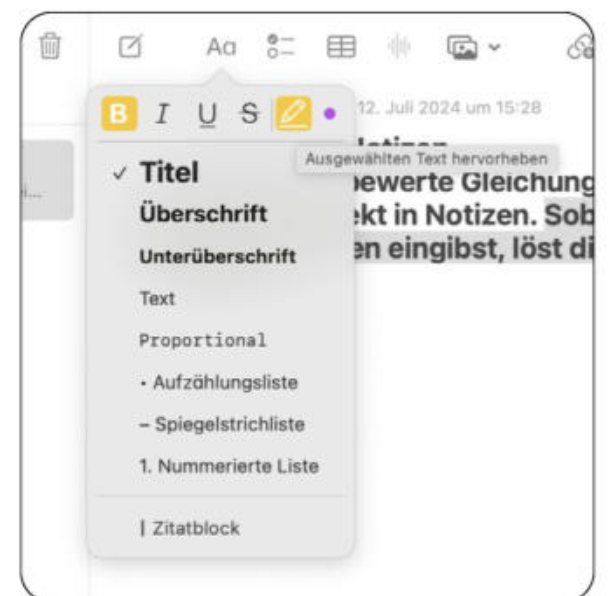 Aa
B I U S
12. Juli 2024 um 15:28
Ausgewählten Text hervorheben
✓ Titel
bewerte Gleichung
Überschrift
ekt in Notizen. Sob
Unterüberschrift
en eingibst, löst di
Text
Proportional
• Aufzählungsliste
– Spiegelstrichliste
1. Nummerierte Liste
| Zitatblock